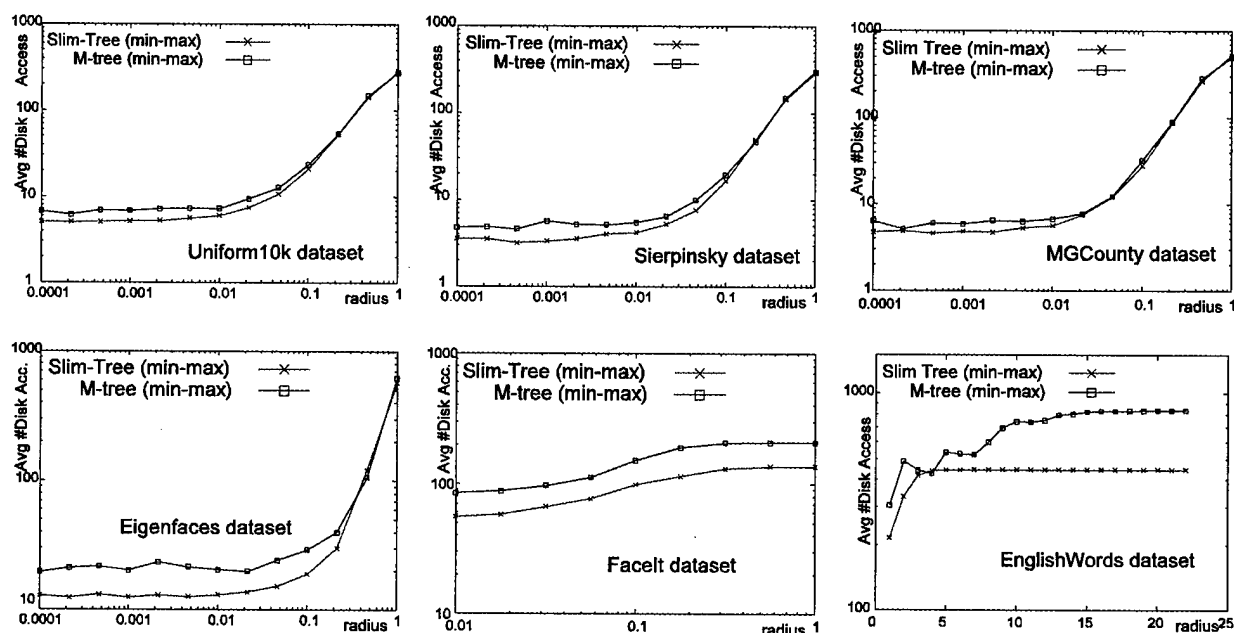 1000
Slim-Tree (min-max)
M-tree (min-max)
Avg #Disk Access
100
10
1
Uniform10k dataset
0.0001
0.001
0.01
0.1
radius
1
1000
Slim-Tree (min-max)
M-tree (min-max)
Avg #Disk Access
100
10
1
Sierpinsky dataset
0.0001
0.001
0.01
0.1
radius
1
1000
Slim Tree (min-max)
M-tree (min-max)
Avg #Disk Access
100
10
1
MGCounty dataset
0.0001
0.001
0.01
0.1
radius
1
1000
Slim-Tree (min-max)
M-tree (min-max)
Avg #Disk Acc.
100
10
Eigenfaces dataset
0.0001
0.001
0.01
0.1
radius
1
1000
Slim-Tree (min-max)
M-tree (min-max)
Avg #Disk Acc.
100
10
FaceIt dataset
0.01
0.1
radius
1
1000
Slim Tree (min-max)
M-tree (min-max)
Avg #Disk Access
100
EnglishWords dataset
0
5
10
15
20
radius
25